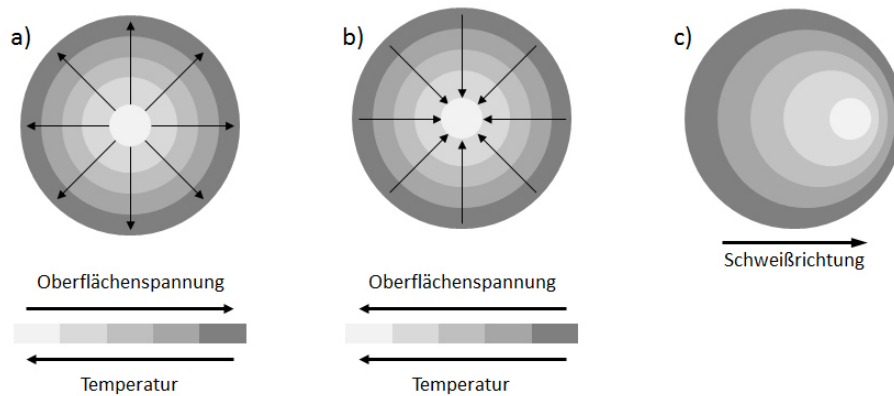 a)
b)
c)
Oberflächenspannung
Temperatur
Oberflächenspannung
Temperatur
Schweißrichtung